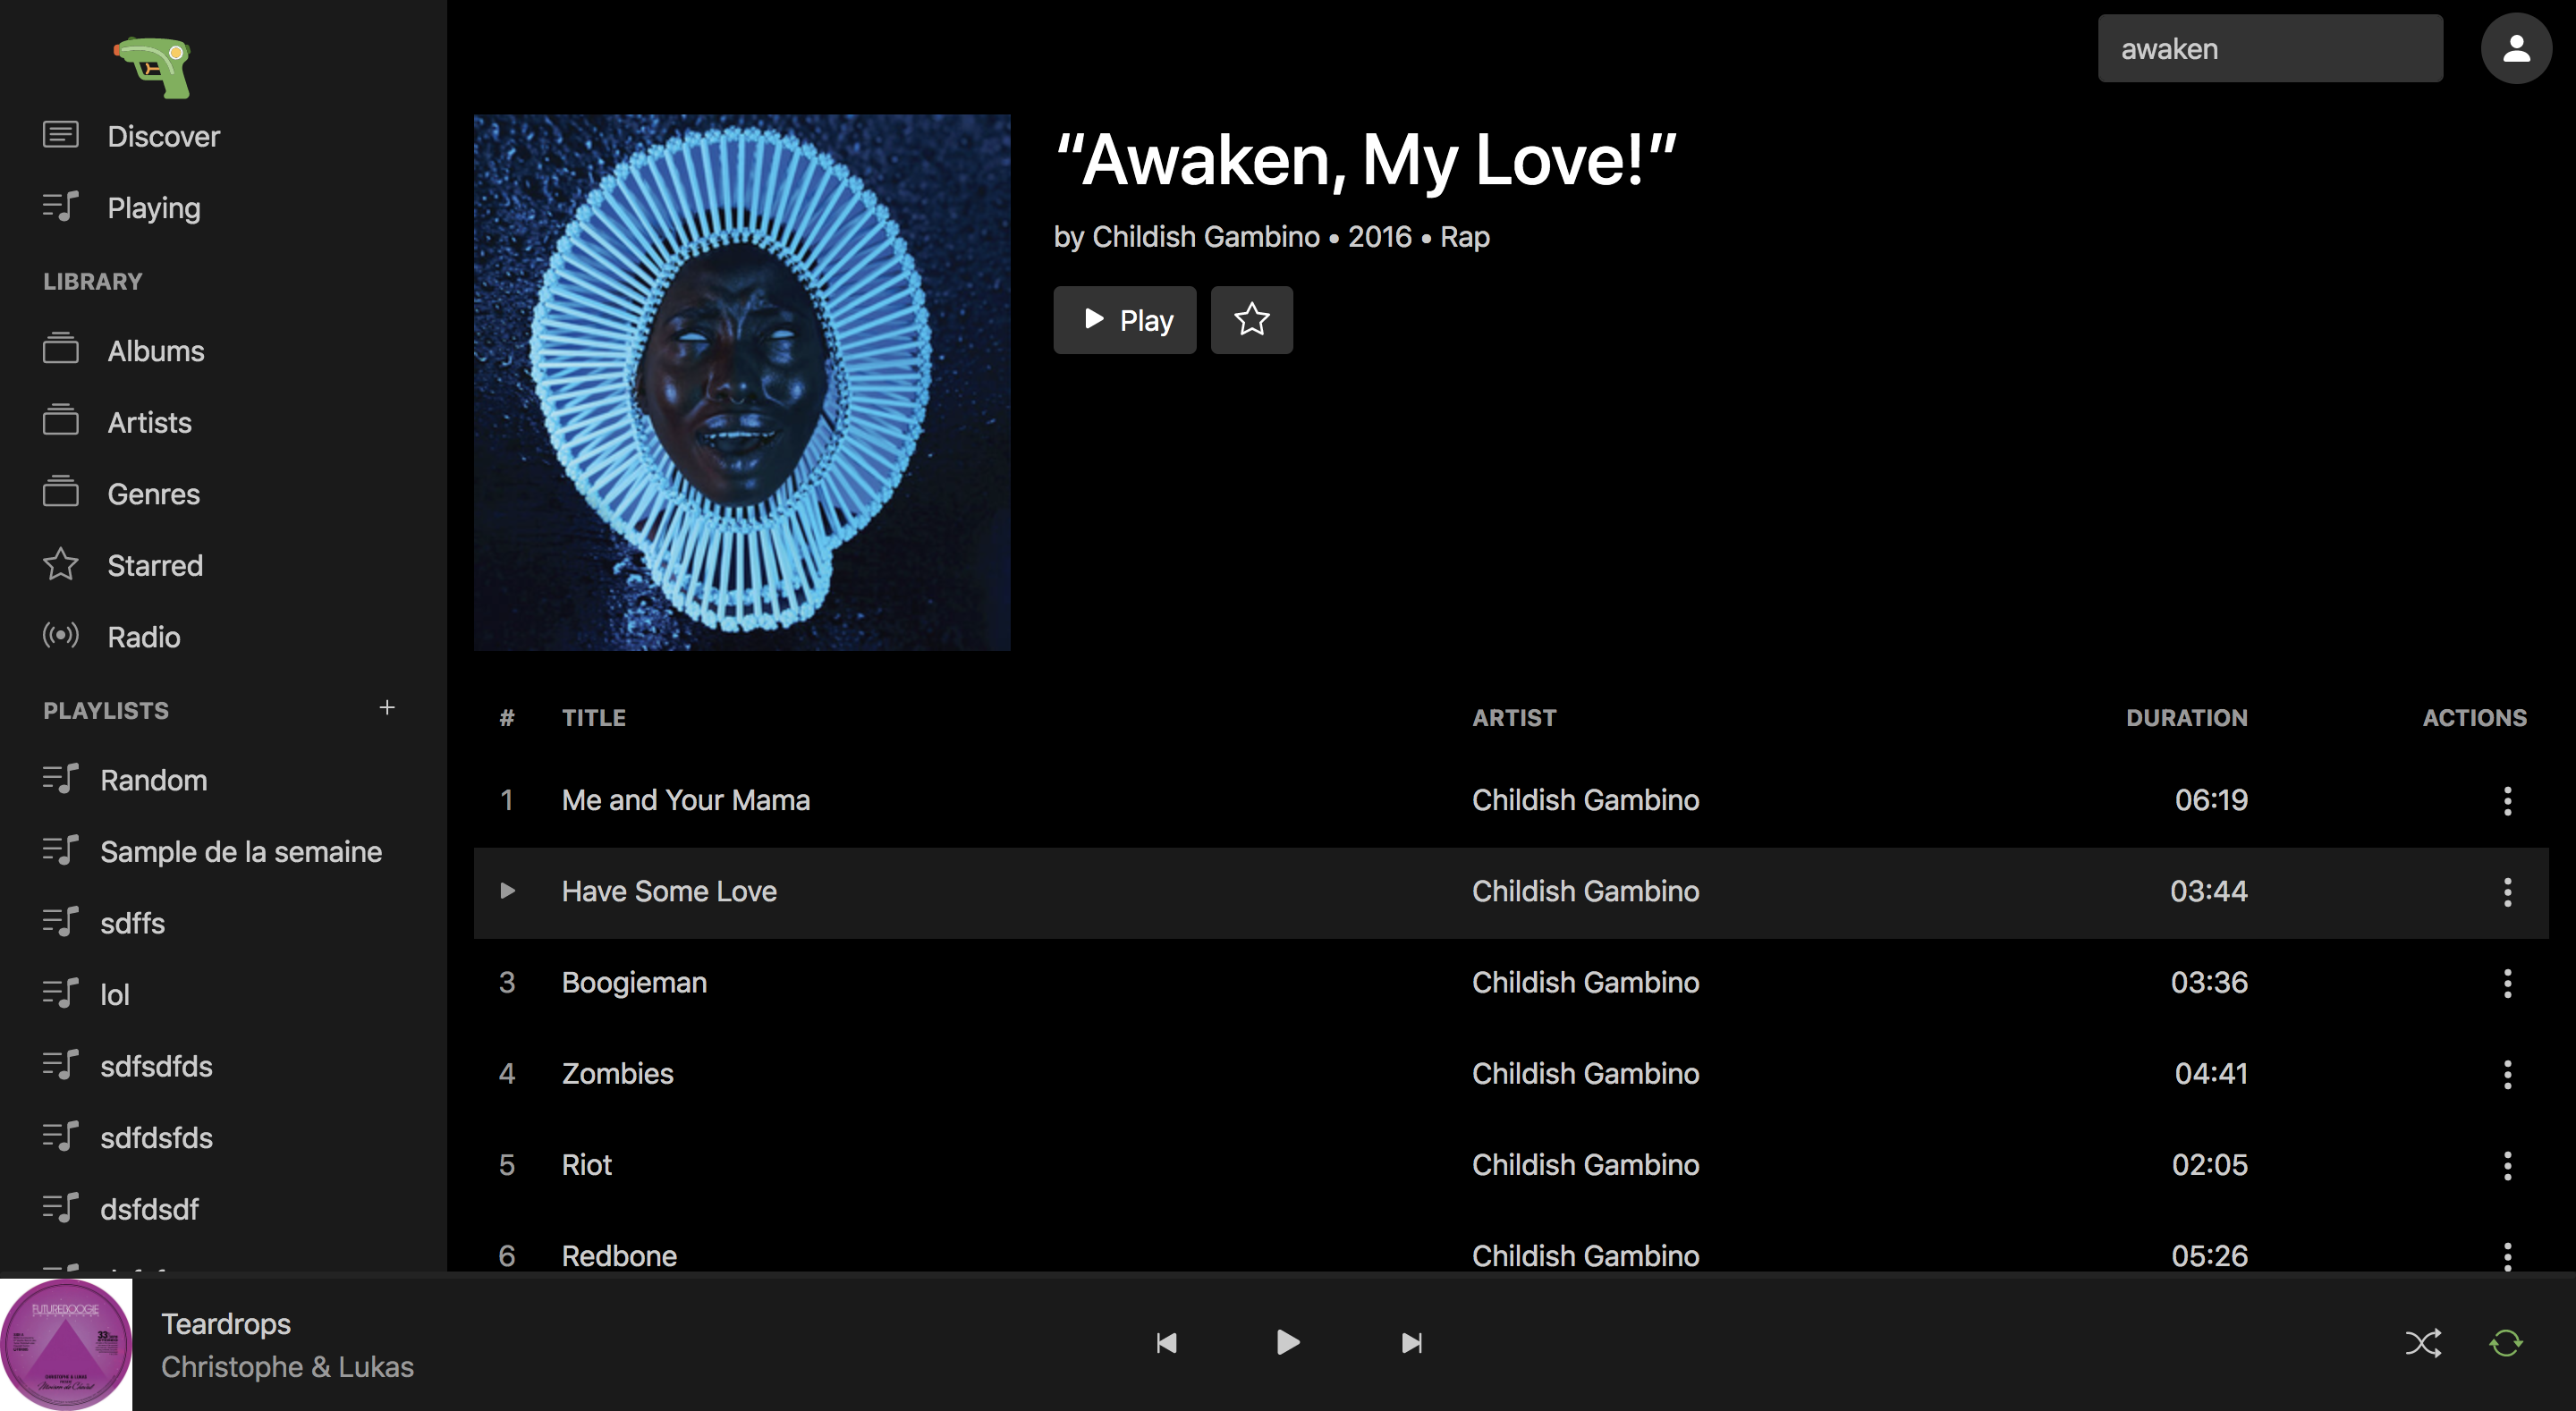 awaken
Discover
Playing
LIBRARY
Albums
Artists
Genres
Starred
Radio
PLAYLISTS +
Random
Sample de la semaine
sdffs
lol
sdfsdfds
sdfdsfds
dsfdsdf
“Awaken, My Love!”
by Childish Gambino • 2016 • Rap
Play
# TITLE ARTIST DURATION ACTIONS
1 Me and Your Mama Childish Gambino 06:19
Have Some Love Childish Gambino 03:44
3 Boogieman Childish Gambino 03:36
4 Zombies Childish Gambino 04:41
5 Riot Childish Gambino 02:05
6 Redbone Childish Gambino 05:26
FUTUREBOOGIE
Teardrops
Christophe & Lukas